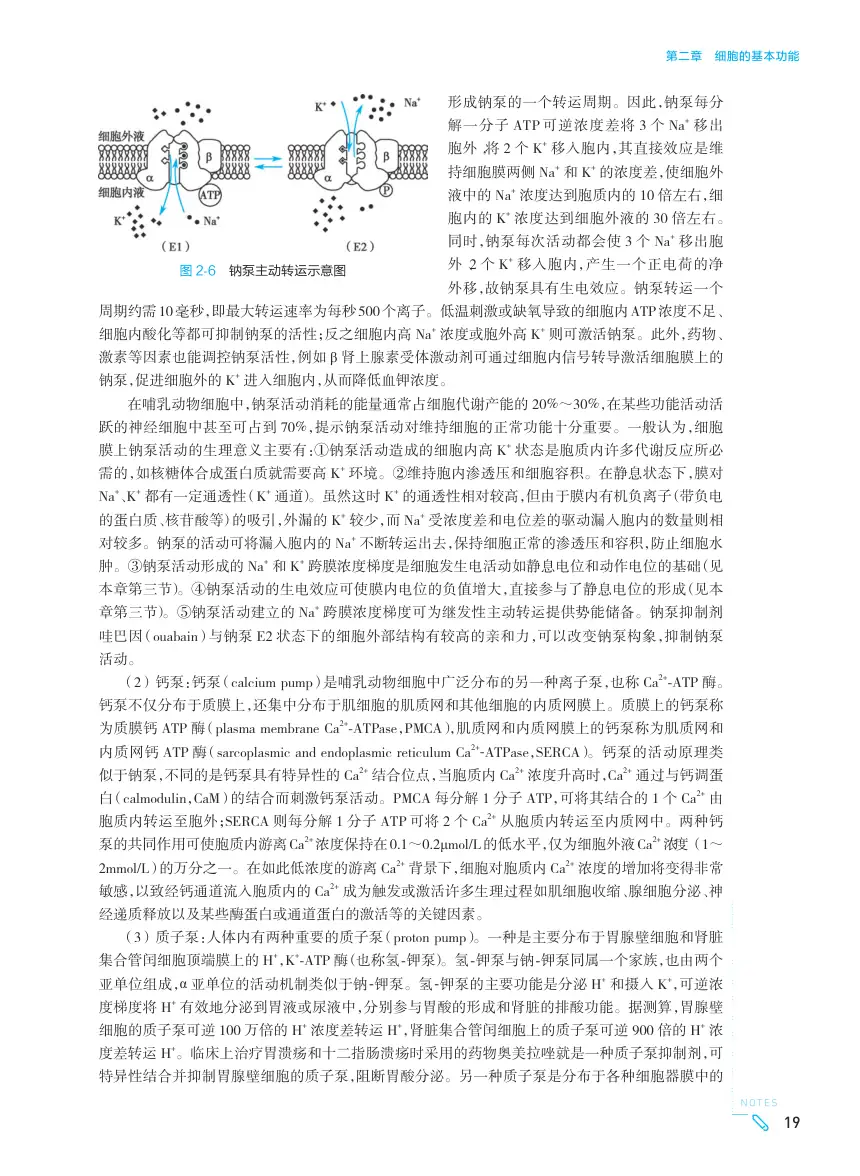 第二章 细胞的基本功能
K⁺
Na⁺
细胞外液
β
β
α
α
细胞内液
ATP
P
K⁺
Na⁺
(E1)
(E2)
图 2-6 钠泵主动转运示意图
形成钠泵的一个转运周期。因此,钠泵每分
解一分子 ATP 可逆浓度差将 3 个 Na⁺ 移出
胞外,将 2 个 K⁺ 移入胞内,其直接效应是维
持细胞膜两侧 Na⁺ 和 K⁺ 的浓度差,使细胞外
液中的 Na⁺ 浓度达到胞质内的 10 倍左右,细
胞内的 K⁺ 浓度达到细胞外液的 30 倍左右。
同时,钠泵每次活动都会使 3 个 Na⁺ 移出胞
外 2 个 K⁺ 移入胞内,产生一个正电荷的净
外移,故钠泵具有生电效应。钠泵转运一个
周期约需 10 毫秒,即最大转运速率为每秒 500 个离子。低温刺激或缺氧导致的细胞内 ATP 浓度不足、
细胞内酸化等都可抑制钠泵的活性;反之细胞内高 Na⁺ 浓度或胞外高 K⁺ 则可激活钠泵。此外,药物、
激素等因素也能调控钠泵活性,例如 β 肾上腺素受体激动剂可通过细胞内信号转导激活细胞膜上的
钠泵,促进细胞外的 K⁺ 进入细胞内,从而降低血钾浓度。
在哺乳动物细胞中,钠泵活动消耗的能量通常占细胞代谢产能的 20%～30%,在某些功能活动活
跃的神经细胞中甚至可占到 70%,提示钠泵活动对维持细胞的正常功能十分重要。一般认为,细胞
膜上钠泵活动的生理意义主要有:①钠泵活动造成的细胞内高 K⁺ 状态是胞质内许多代谢反应所必
需的,如核糖体合成蛋白质就需要高 K⁺ 环境。②维持胞内渗透压和细胞容积。在静息状态下,膜对
Na⁺、K⁺ 都有一定通透性(K⁺ 通道)。虽然这时 K⁺ 的通透性相对较高,但由于膜内有机负离子(带负电
的蛋白质、核苷酸等)的吸引,外漏的 K⁺ 较少,而 Na⁺ 受浓度差和电位差的驱动漏入胞内的数量则相
对较多。钠泵的活动可将漏入胞内的 Na⁺ 不断转运出去,保持细胞正常的渗透压和容积,防止细胞水
肿。③钠泵活动形成的 Na⁺ 和 K⁺ 跨膜浓度梯度是细胞发生电活动如静息电位和动作电位的基础(见
本章第三节)。④钠泵活动的生电效应可使膜内电位的负值增大,直接参与了静息电位的形成(见本
章第三节)。⑤钠泵活动建立的 Na⁺ 跨膜浓度梯度可为继发性主动转运提供势能储备。钠泵抑制剂
哇巴因(ouabain)与钠泵 E2 状态下的细胞外部结构有较高的亲和力,可以改变钠泵构象,抑制钠泵
活动。
(2)钙泵:钙泵(calcium pump)是哺乳动物细胞中广泛分布的另一种离子泵,也称 Ca²⁺-ATP 酶。
钙泵不仅分布于质膜上,还集中分布于肌细胞的肌质网和其他细胞的内质网膜上。质膜上的钙泵称
为质膜钙 ATP 酶(plasma membrane Ca²⁺-ATPase,PMCA),肌质网和内质网膜上的钙泵称为肌质网和
内质网钙 ATP 酶(sarcoplasmic and endoplasmic reticulum Ca²⁺-ATPase,SERCA)。钙泵的活动原理类
似于钠泵,不同的是钙泵具有特异性的 Ca²⁺ 结合位点,当胞质内 Ca²⁺ 浓度升高时,Ca²⁺ 通过与钙调蛋
白(calmodulin,CaM)的结合而刺激钙泵活动。PMCA 每分解 1 分子 ATP,可将其结合的 1 个 Ca²⁺ 由
胞质内转运至胞外;SERCA 则每分解 1 分子 ATP 可将 2 个 Ca²⁺ 从胞质内转运至内质网中。两种钙
泵的共同作用可使胞质内游离 Ca²⁺ 浓度保持在 0.1～0.2μmol/L 的低水平,仅为细胞外液 Ca²⁺ 浓度(1～
2mmol/L)的万分之一。在如此低浓度的游离 Ca²⁺ 背景下,细胞对胞质内 Ca²⁺ 浓度的增加将变得非常
敏感,以致经钙通道流入胞质内的 Ca²⁺ 成为触发或激活许多生理过程如肌细胞收缩、腺细胞分泌、神
经递质释放以及某些酶蛋白或通道蛋白的激活等的关键因素。
(3)质子泵:人体内有两种重要的质子泵(proton pump)。一种是主要分布于胃腺壁细胞和肾脏
集合管闰细胞顶端膜上的 H⁺,K⁺-ATP 酶(也称氢-钾泵)。氢-钾泵与钠-钾泵同属一个家族,也由两个
亚单位组成,α 亚单位的活动机制类似于钠-钾泵。氢-钾泵的主要功能是分泌 H⁺ 和摄入 K⁺,可逆浓
度梯度将 H⁺ 有效地分泌到胃液或尿液中,分别参与胃酸的形成和肾脏的排酸功能。据测算,胃腺壁
细胞的质子泵可逆 100 万倍的 H⁺ 浓度差转运 H⁺,肾脏集合管闰细胞上的质子泵可逆 900 倍的 H⁺ 浓
度差转运 H⁺。临床上治疗胃溃疡和十二指肠溃疡时采用的药物奥美拉唑就是一种质子泵抑制剂,可
特异性结合并抑制胃腺壁细胞的质子泵,阻断胃酸分泌。另一种质子泵是分布于各种细胞器膜中的
NOTES
19